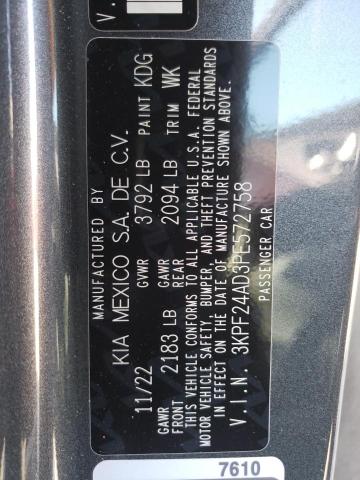 MANUFACTURED BY
KIA MEXICO S.A. DE C.V.
11/22 GVWR 3792 LB PAINT KDG
GAWR FRONT 2183 LB GAWR REAR 2094 LB TRIM WK
THIS VEHICLE CONFORMS TO ALL APPLICABLE U.S.A. FEDERAL
MOTOR VEHICLE SAFETY, BUMPER, AND THEFT PREVENTION STANDARDS
IN EFFECT ON THE DATE OF MANUFACTURE SHOWN ABOVE.
V.I.N. 3KPF24AD3PE572758
PASSENGER CAR
V.
7610